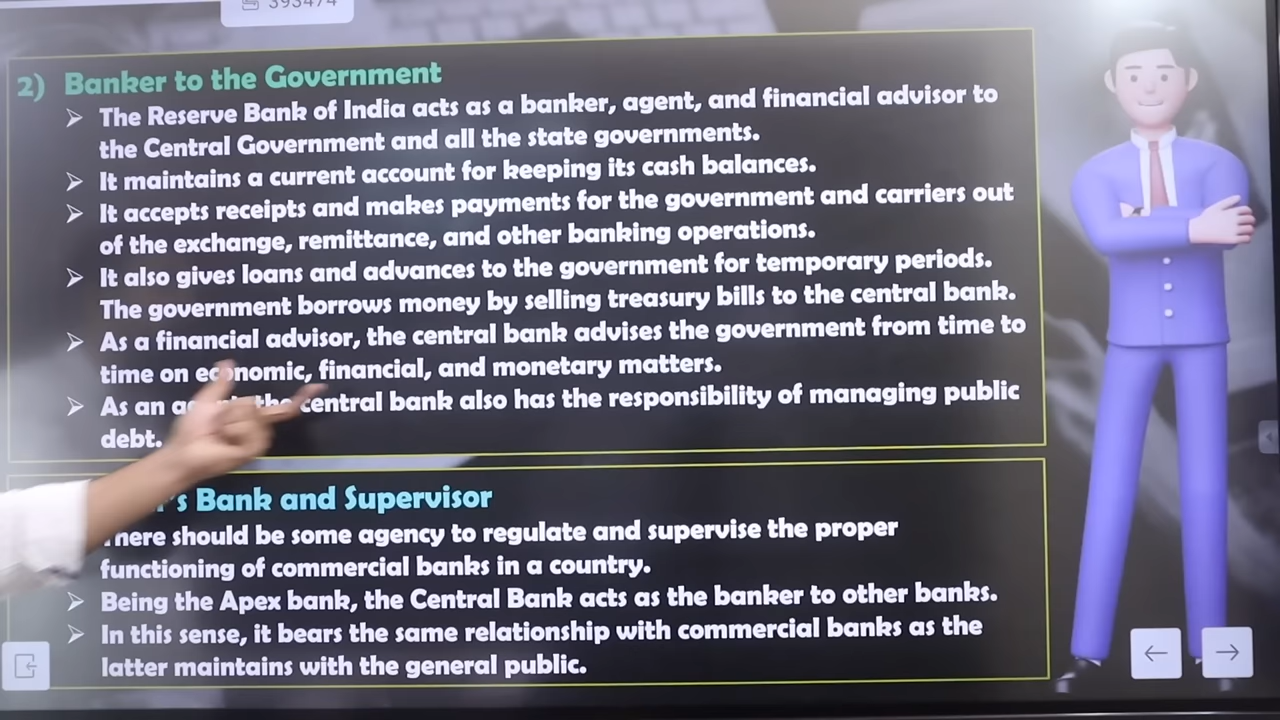 393474
2) Banker to the Government
➤ The Reserve Bank of India acts as a banker, agent, and financial advisor to
the Central Government and all the state governments.
➤ It maintains a current account for keeping its cash balances.
➤ It accepts receipts and makes payments for the government and carriers out
of the exchange, remittance, and other banking operations.
➤ It also gives loans and advances to the government for temporary periods.
The government borrows money by selling treasury bills to the central bank.
➤ As a financial advisor, the central bank advises the government from time to
time on economic, financial, and monetary matters.
➤ As an the central bank also has the responsibility of managing public
debt.
Bank and Supervisor
There should be some agency to regulate and supervise the proper
functioning of commercial banks in a country.
➤ Being the Apex bank, the Central Bank acts as the banker to other banks.
➤ In this sense, it bears the same relationship with commercial banks as the
latter maintains with the general public.